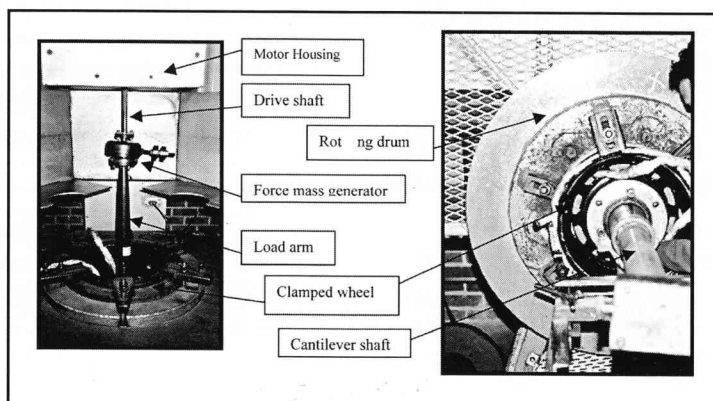 Motor Housing
Drive shaft
Rot ng drum
Force mass generator
Load arm
Clamped wheel
Cantilever shaft